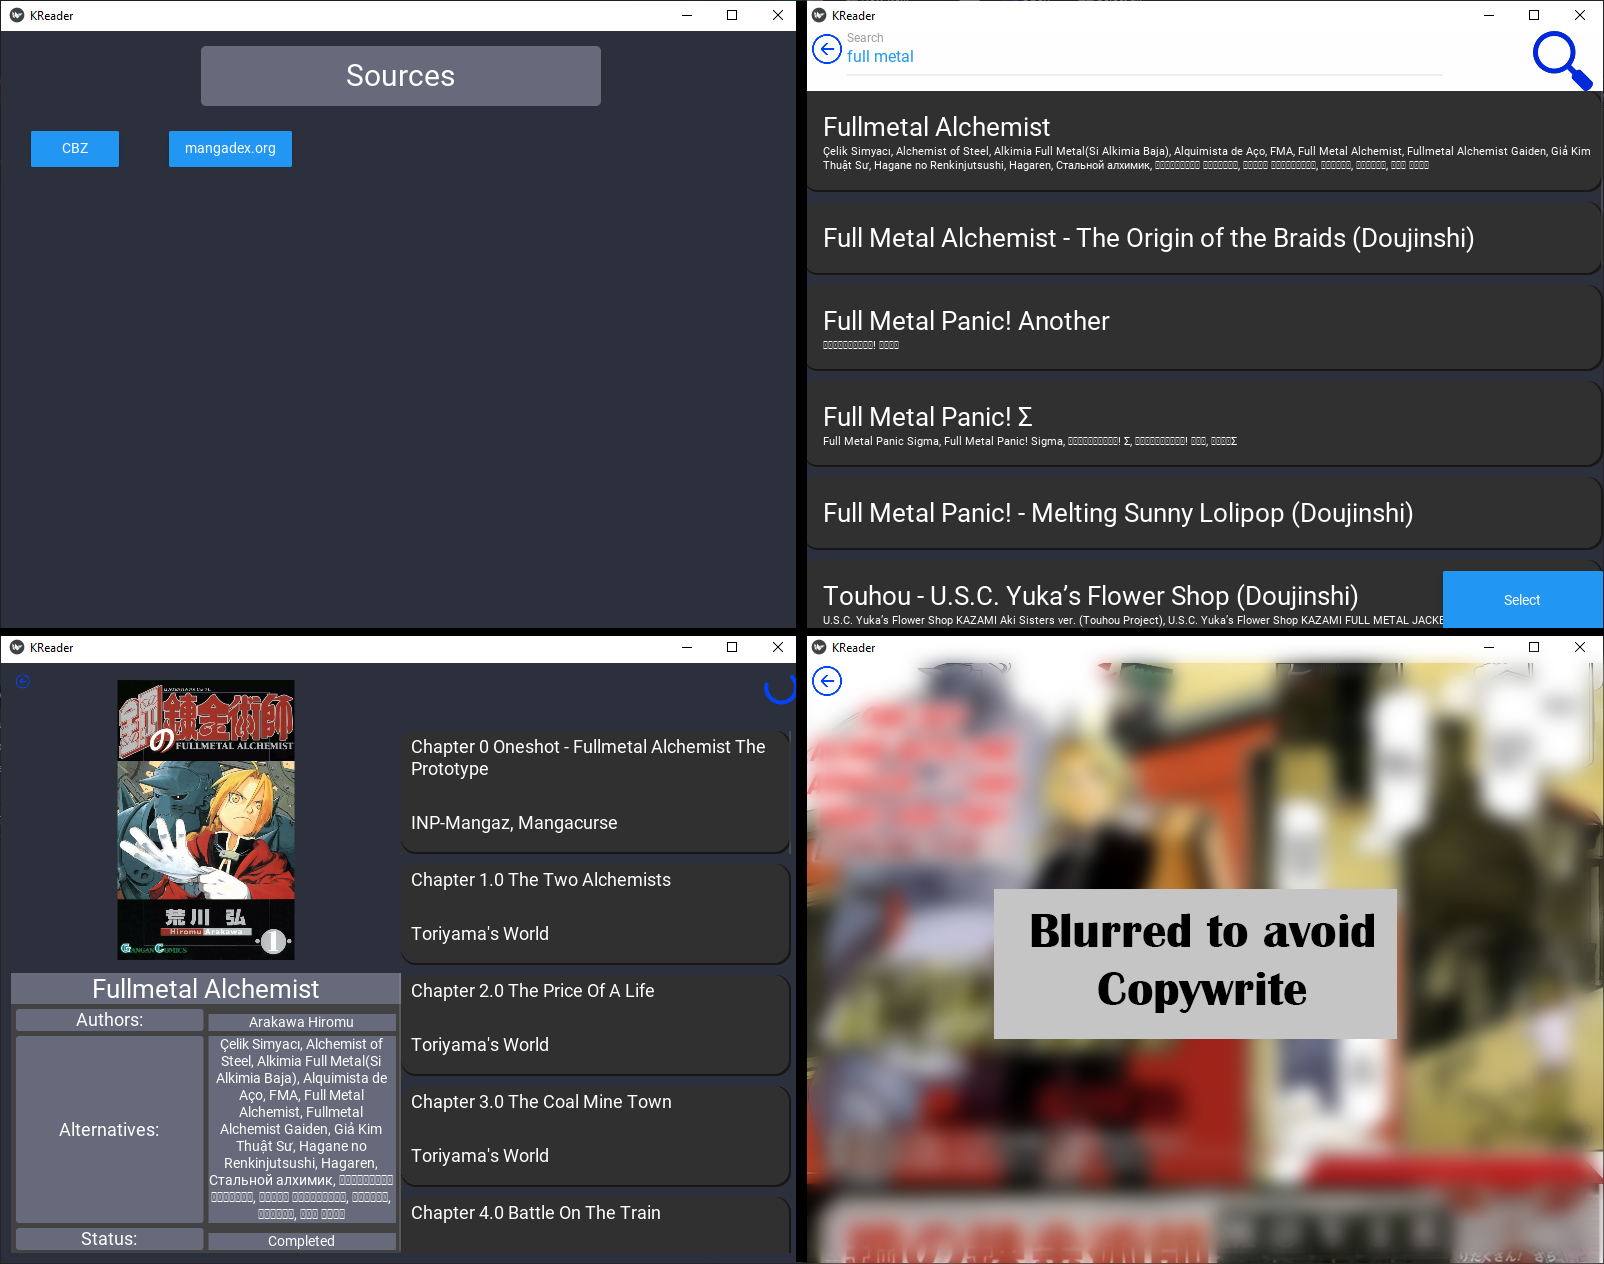 KReader
Sources
CBZ
mangadex.org
KReader
Search
full metal
Fullmetal Alchemist
Çelik Simyacı, Alchemist of Steel, Alkimia Full Metal(Si Alkimia Baja), Alquimista de Aço, FMA, Full Metal Alchemist, Fullmetal Alchemist Gaiden, Giả Kim
Thuật Sư, Hagane no Renkinjutsushi, Hagaren, Стальной алхимик,
Full Metal Alchemist - The Origin of the Braids (Doujinshi)
Full Metal Panic! Another
Full Metal Panic! Σ
Full Metal Panic Sigma, Full Metal Panic! Sigma,
Full Metal Panic! - Melting Sunny Lolipop (Doujinshi)
Touhou - U.S.C. Yuka’s Flower Shop (Doujinshi)
U.S.C. Yuka’s Flower Shop KAZAMI Aki Sisters ver. (Touhou Project), U.S.C. Yuka’s Flower Shop KAZAMI FULL METAL JACKE
Select
KReader
鋼の錬金術師
FULLMETAL ALCHEMIST
荒川 弘
Hiromu Arakawa
1
GANGAN COMICS
Fullmetal Alchemist
Authors:
Arakawa Hiromu
Alternatives:
Çelik Simyacı, Alchemist of
Steel, Alkimia Full Metal(Si
Alkimia Baja), Alquimista de
Aço, FMA, Full Metal
Alchemist, Fullmetal
Alchemist Gaiden, Giả Kim
Thuật Sư, Hagane no
Renkinjutsushi, Hagaren,
Стальной алхимик,
Status:
Completed
Chapter 0 Oneshot - Fullmetal Alchemist The
Prototype
INP-Mangaz, Mangacurse
Chapter 1.0 The Two Alchemists
Toriyama's World
Chapter 2.0 The Price Of A Life
Toriyama's World
Chapter 3.0 The Coal Mine Town
Toriyama's World
Chapter 4.0 Battle On The Train
KReader
Blurred to avoid
Copywrite